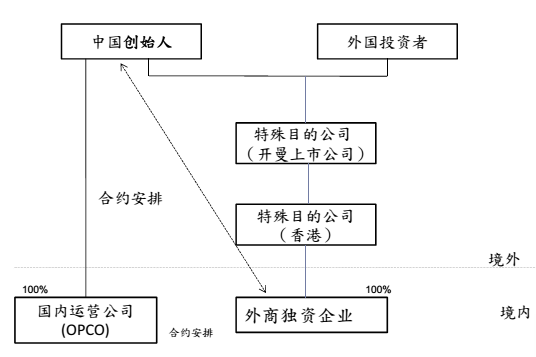 中国创始人
外国投资者
特殊目的公司
（开曼上市公司）
合约安排
特殊目的公司
（香港）
境外
100%
100%
国内运营公司
(OPCO)
外商独资企业
境内
合约安排